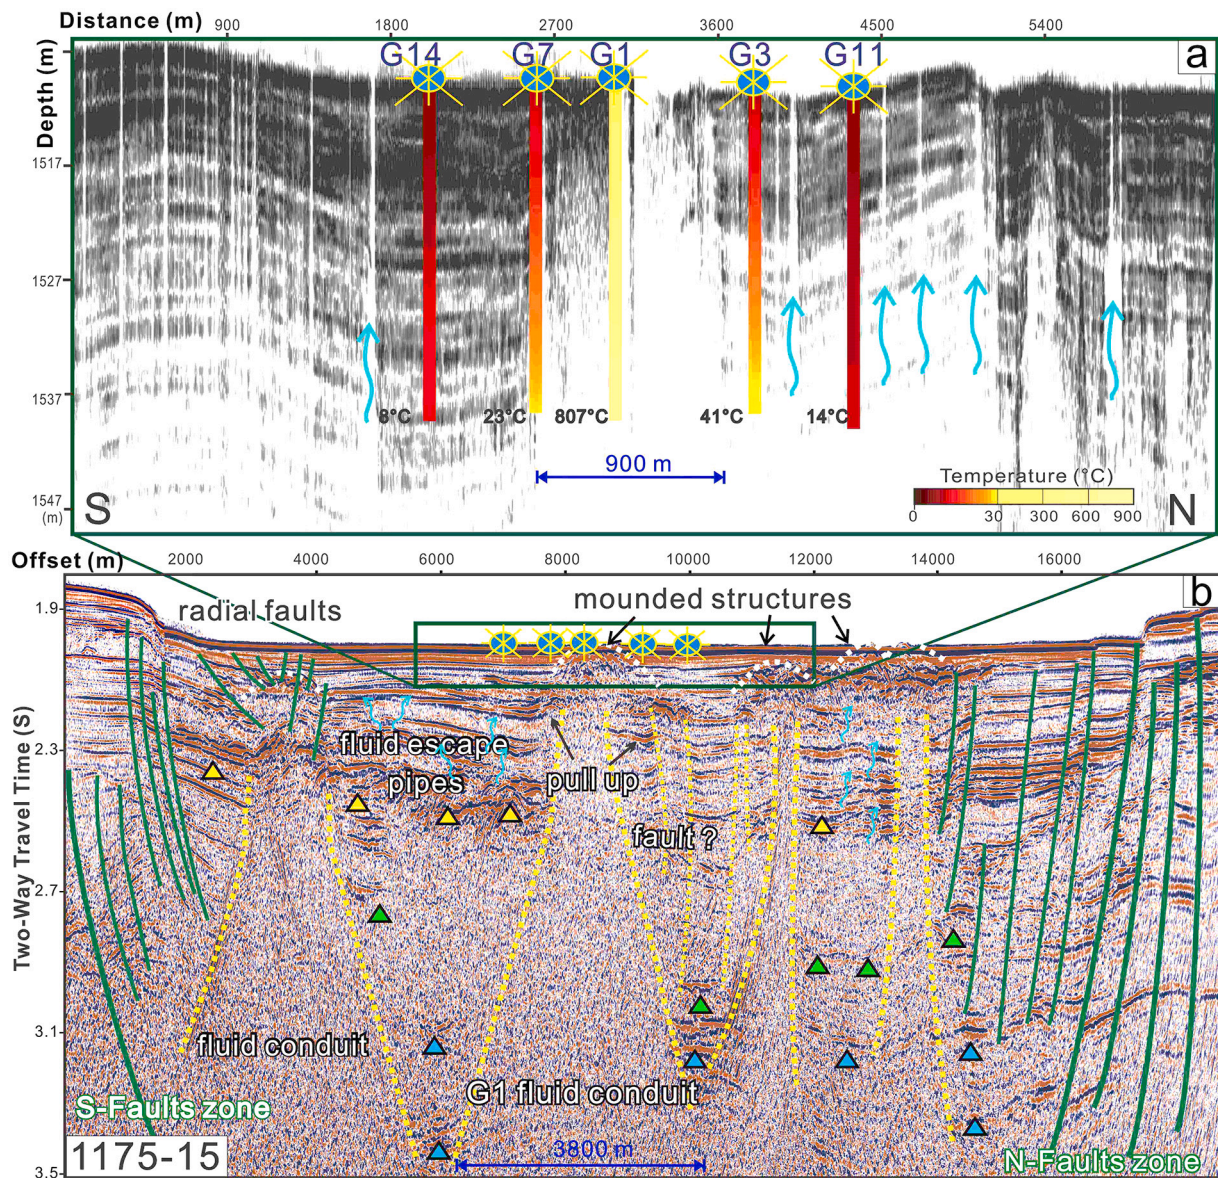 Distance (m) 900 1800 2700 3600 4500 5400
G14 G7 G1 G3 G11 a
Depth (m)
1517
1527
1537
8°C 23°C 807°C 41°C 14°C
900 m
Temperature (°C)
1547
(m)
S
N
0 30 300 600 900
Offset (m) 2000 4000 6000 8000 10000 12000 14000 16000
b
1.9
radial faults mounded structures
Two-Way Travel Time (S)
2.3
fluid escape
pipes
pull up
fault ?
2.7
3.1
fluid conduit
G1 fluid conduit
S-Faults zone
1175-15
3800 m
N-Faults zone
3.5